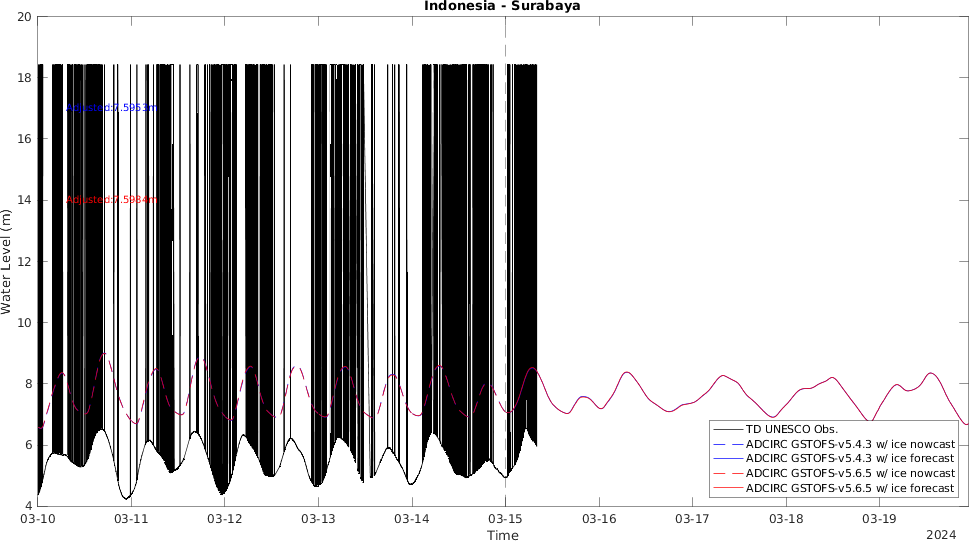 Indonesia - Surabaya
20
18
16
14
12
10
8
6
4
Water Level (m)
Adjusted:7.5953m
Adjusted:7.5984m
TD UNESCO Obs.
ADCIRC GSTOFS-v5.4.3 w/ ice nowcast
ADCIRC GSTOFS-v5.4.3 w/ ice forecast
ADCIRC GSTOFS-v5.6.5 w/ ice nowcast
ADCIRC GSTOFS-v5.6.5 w/ ice forecast
03-10 03-11 03-12 03-13 03-14 03-15 03-16 03-17 03-18 03-19
Time
2024